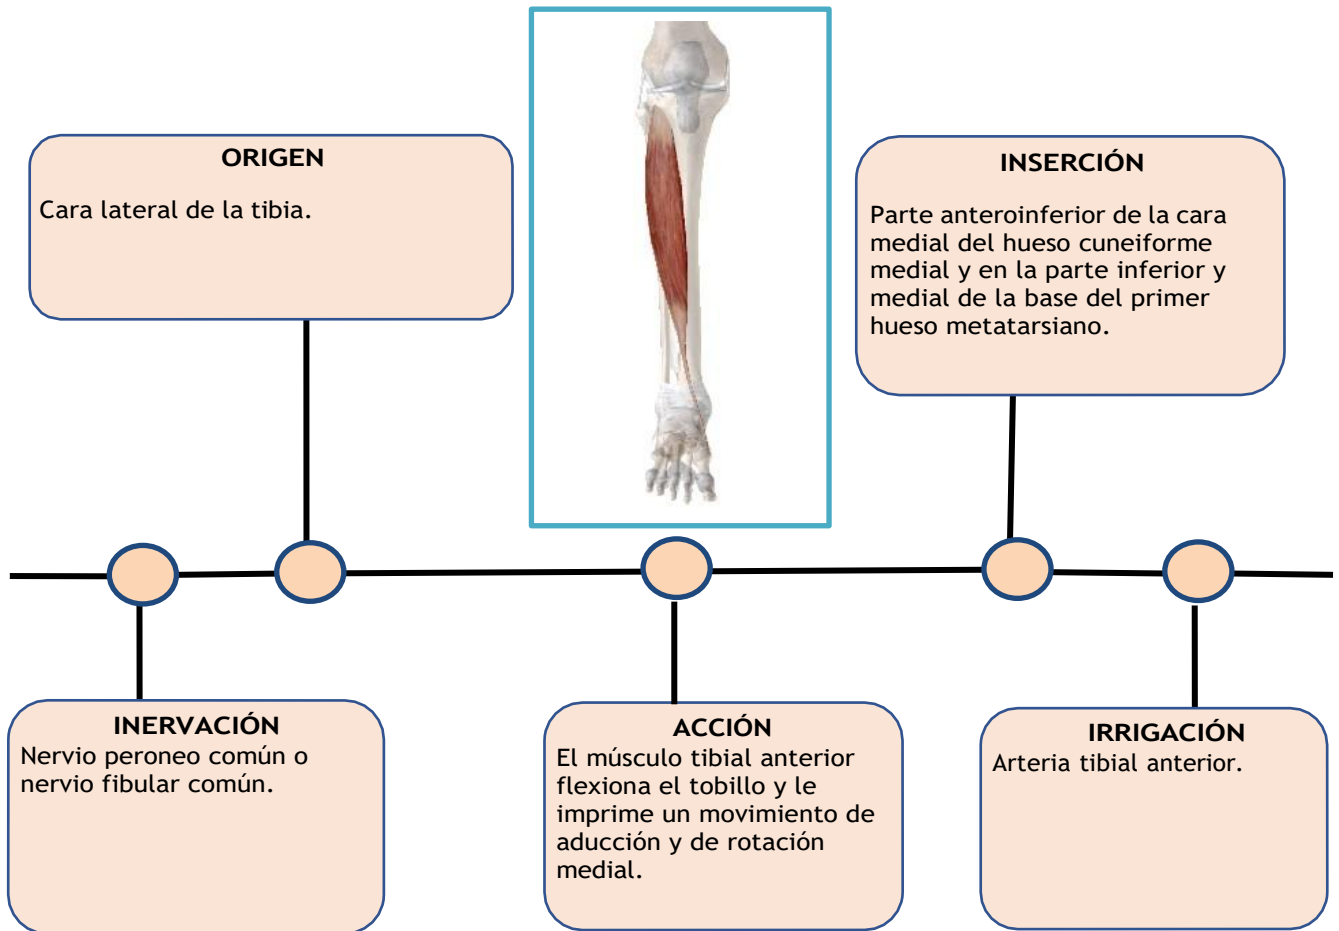 ORIGEN
Cara lateral de la tibia.
INSERCIÓN
Parte anteroinferior de la cara
medial del hueso cuneiforme
medial y en la parte inferior y
medial de la base del primer
hueso metatarsiano.
INERVACIÓN
Nervio peroneo común o
nervio fibular común.
ACCIÓN
El músculo tibial anterior
flexiona el tobillo y le
imprime un movimiento de
aducción y de rotación
medial.
IRRIGACIÓN
Arteria tibial anterior.